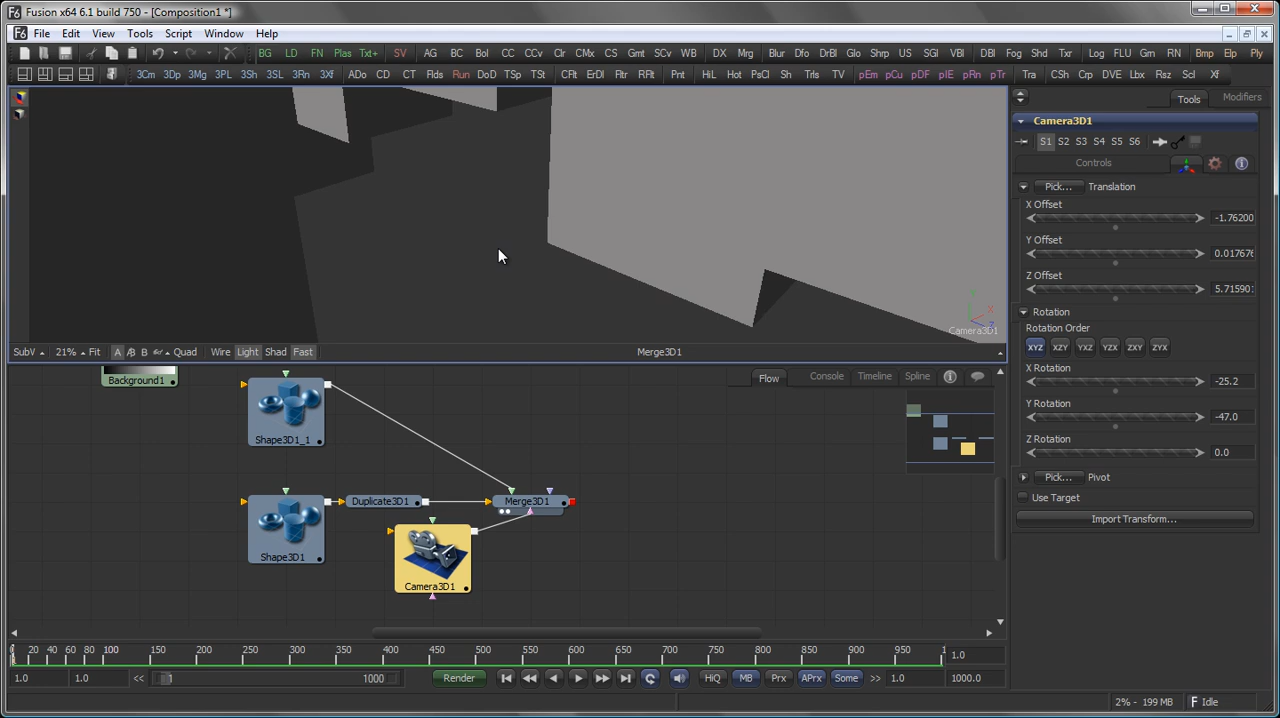 Fusion x64 6.1 build 750 - [Composition1 *]
File Edit View Tools Script Window Help
BG LD FN Plas Txt+ SV AG BC Bol CC CCv Clr CMx CS Gmt SCv WB DX Mrg Blur Dfo DrBl Glo Shrp US SGl VBl DBl Fog Shd Txr Log FLU Gm RN Bmp Elp Ply
3Cm 3Dp 3Mg 3PL 3Sh 3SL 3Rn 3Xf ADo CD CT Flds Run DoD TSp TSt CFlt ErDl Fltr RFlt Pnt HiL Hot PsCl Sh Trls TV pEm pCu pDF pIE pRn pTr Tra CSh Crp DVE Lbx Rsz Scl Xf
Tools Modifiers
Camera3D1
S1 S2 S3 S4 S5 S6
Controls
Pick... Translation
X Offset
-1.76200
Y Offset
0.017676
Z Offset
5.715901
Rotation
Rotation Order
XYZ XZY YXZ YZX ZXY ZYX
X Rotation
-25.2
Y Rotation
-47.0
Z Rotation
0.0
Pick... Pivot
Use Target
Import Transform...
Y
X
Z
Camera3D1
SubV 21% Fit A B Quad Wire Light Shad Fast Merge3D1
Flow Console Timeline Spline
Background1
Shape3D1_1
Shape3D1 Duplicate3D1 Merge3D1
Camera3D1
0 20 40 60 80 100 150 200 250 300 350 400 450 500 550 600 650 700 750 800 850 900 950 1 1.0
1.0 1.0 << 1 1000 Render HiQ MB Prx APrx Some >> 1.0 1000.0
2% - 199 MB Idle